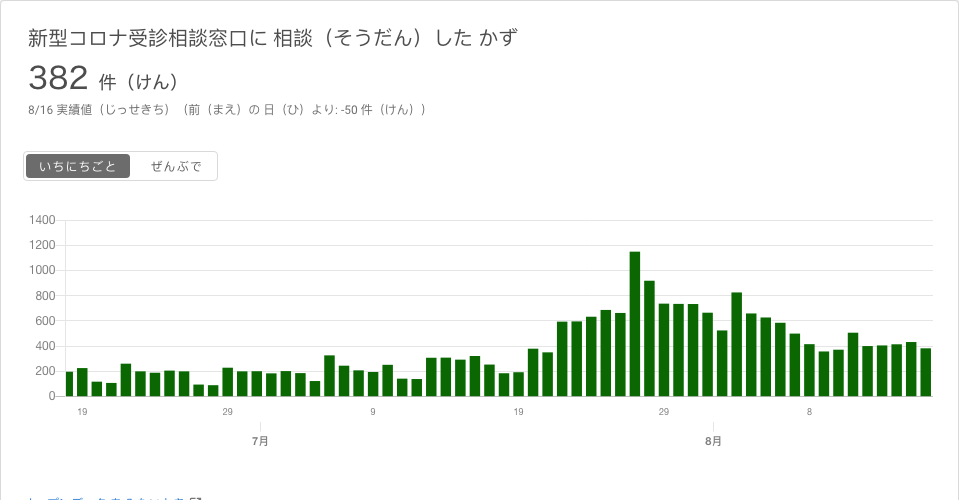 新型コロナ受診相談窓口に 相談（そうだん）した かず
382 件（けん）
8/16 実績値（じっせきち）（前（まえ）の 日（ひ）より: -50 件（けん））
いちにちごと ぜんぶで
1400
1200
1000
800
600
400
200
0
19 29 9 19 29 8
7月 8月